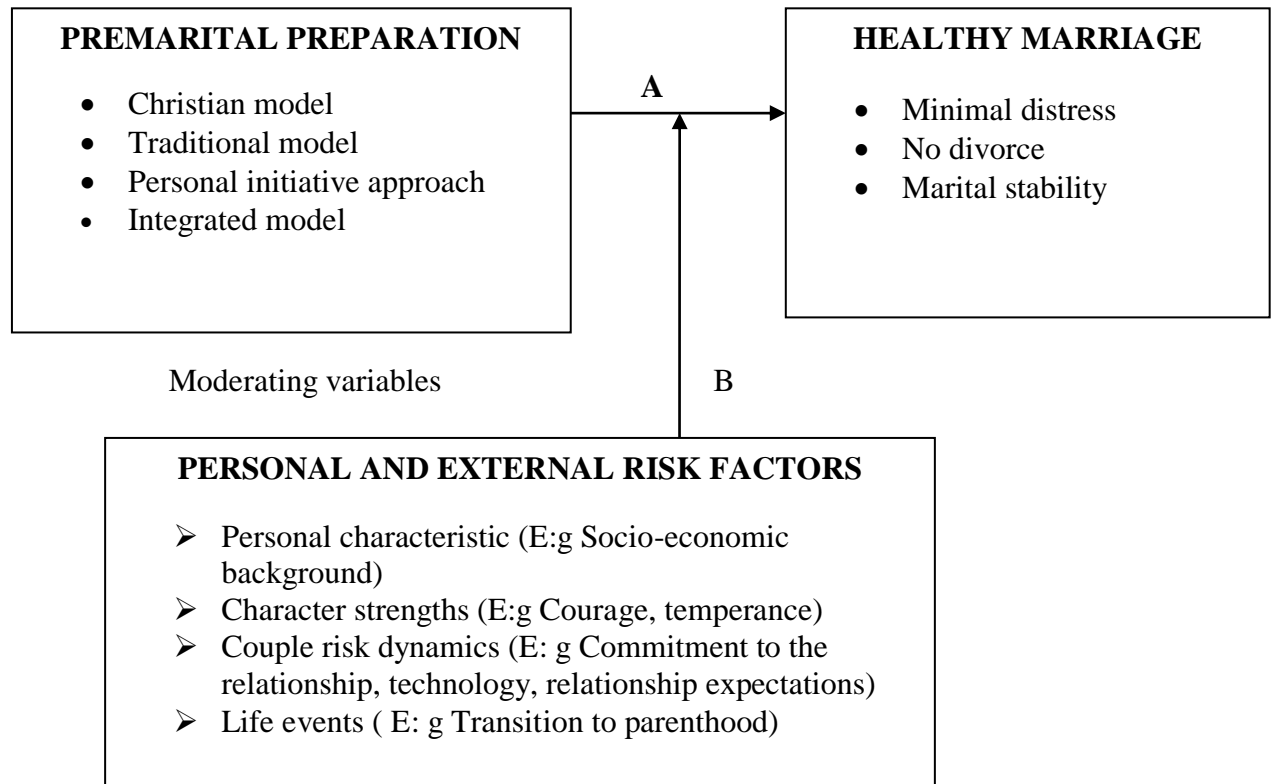 PREMARITAL PREPARATION
• Christian model
• Traditional model
• Personal initiative approach
• Integrated model
A
HEALTHY MARRIAGE
• Minimal distress
• No divorce
• Marital stability
Moderating variables
B
PERSONAL AND EXTERNAL RISK FACTORS
➢ Personal characteristic (E:g Socio-economic
background)
➢ Character strengths (E:g Courage, temperance)
➢ Couple risk dynamics (E: g Commitment to the
relationship, technology, relationship expectations)
➢ Life events ( E: g Transition to parenthood)